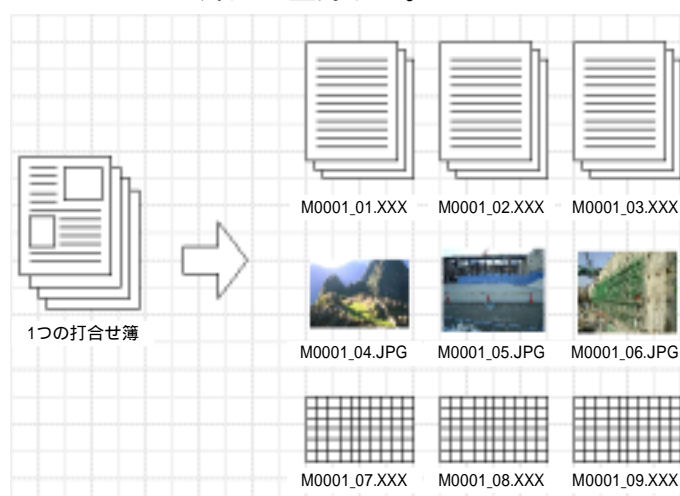 M0001_01.XXX M0001_02.XXX M0001_03.XXX
1つの打合せ簿
M0001_04.JPG M0001_05.JPG M0001_06.JPG
M0001_07.XXX M0001_08.XXX M0001_09.XXX